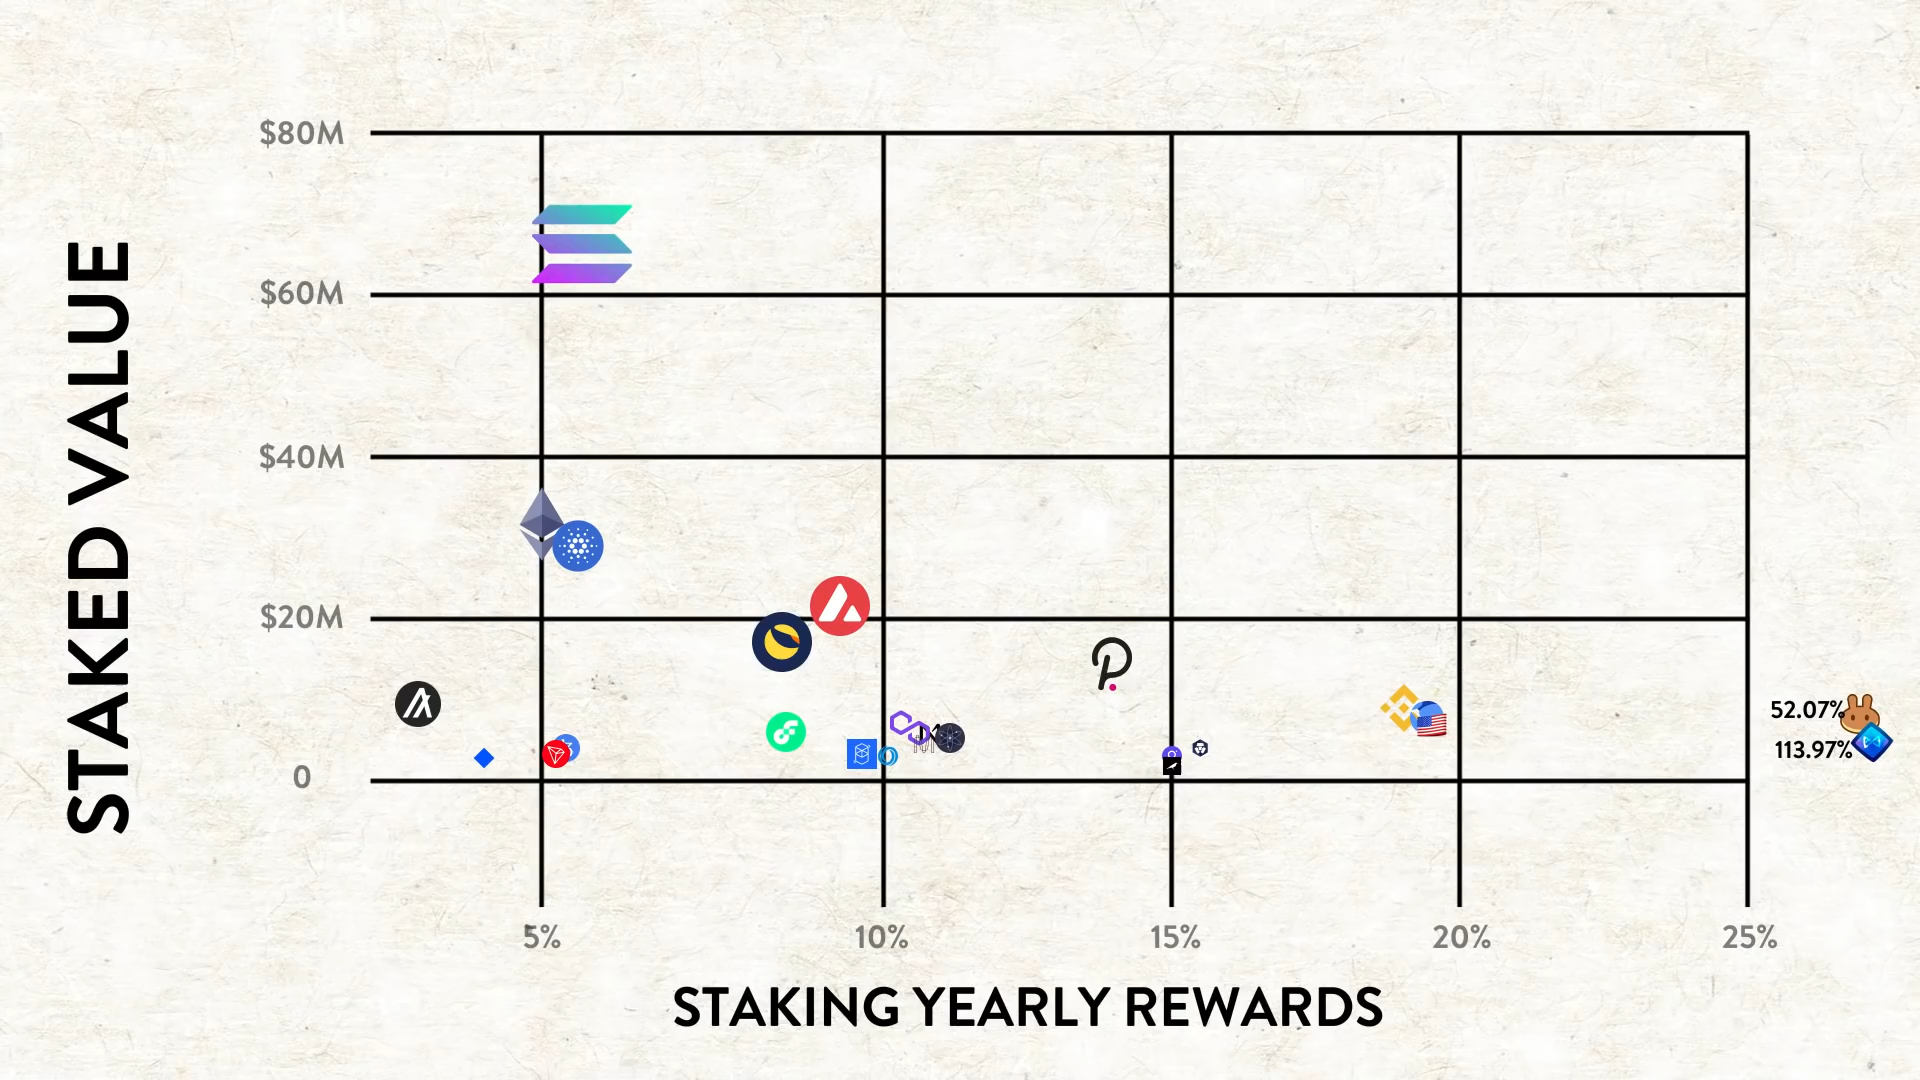 STAKED VALUE
$80M
$60M
$40M
$20M
0
52.07%
113.97%
5%
10%
15%
20%
25%
STAKING YEARLY REWARDS